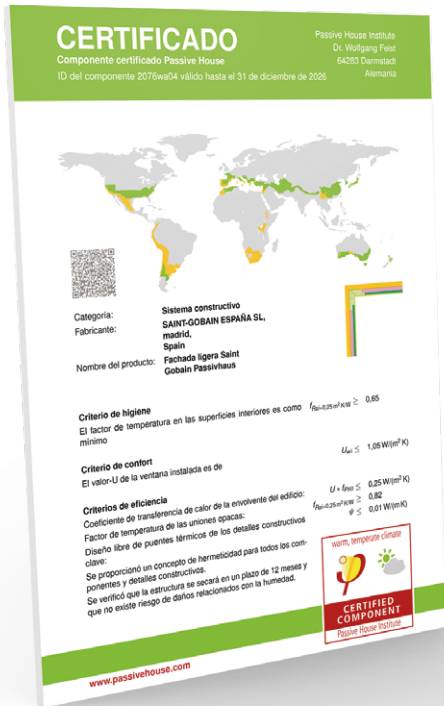 CERTIFICADO
Componente certificado Passive House
ID del componente 2076wa04 válido hasta el 31 de diciembre de 2026
Passive House Institute
Dr. Wolfgang Feist
64283 Darmstadt
Alemania
Categoría: Sistema constructivo
Fabricante: SAINT-GOBAIN ESPAÑA SL,
madrid,
Spain
Nombre del producto: Fachada ligera Saint
Gobain Passivhaus
Criterio de higiene
El factor de temperatura en las superficies interiores es como fRsi=0,25 m² K/W ≥ 0,65
mínimo
Criterio de confort
El valor-U de la ventana instalada es de Uwi ≤ 1,05 W/(m² K)
Criterios de eficiencia
Coeficiente de transferencia de calor de la envolvente del edificio: U * fPHI ≤ 0,25 W/(m² K)
Factor de temperatura de las uniones opacas: fRsi=0,25 m² K/W ≥ 0,82
Diseño libre de puentes térmicos de los detalles constructivos Ψ ≤ 0,01 W/(mK)
clave:
Se proporcionó un concepto de hermeticidad para todos los com-
ponentes y detalles constructivos.
Se verificó que la estructura se secará en un plazo de 12 meses y
que no existe riesgo de daños relacionados con la humedad.
warm, temperate climate
CERTIFIED
COMPONENT
Passive House Institute
www.passivehouse.com